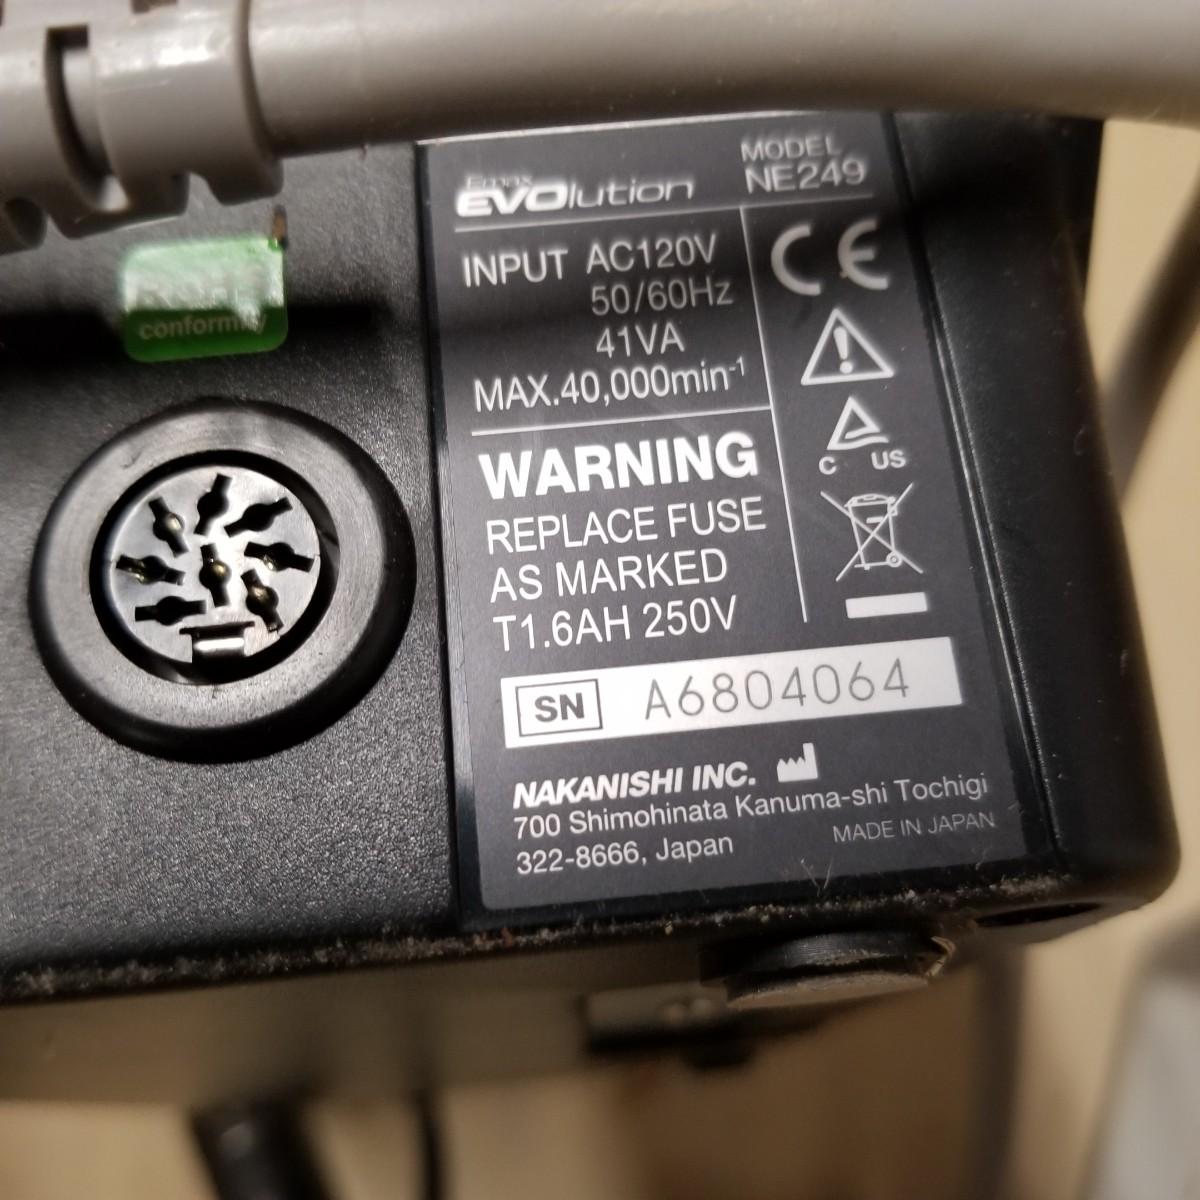 Emax
EVOlution
MODEL
NE249
INPUT AC120V
50/60Hz
41VA
MAX.40,000min-1
CE
C US
WARNING
REPLACE FUSE
AS MARKED
T1.6AH 250V
SN A6804064
NAKANISHI INC.
700 Shimohinata Kanuma-shi Tochigi
322-8666, Japan
MADE IN JAPAN
RoHS
conformity